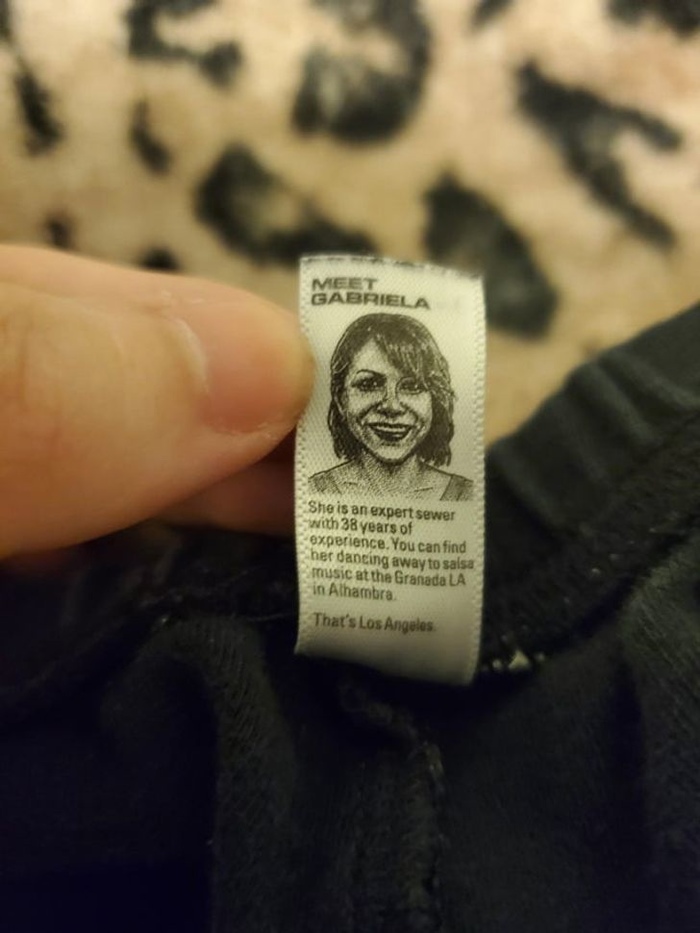 MEET
GABRIELA
She is an expert sewer
with 38 years of
experience. You can find
her dancing away to salsa
music at the Granada LA
in Alhambra.
That's Los Angeles.